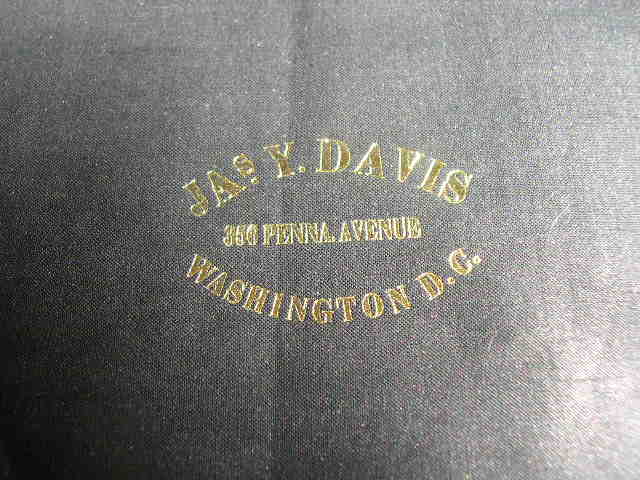 JAS Y. DAVIS
356 PENNA. AVENUE
WASHINGTON D.C.